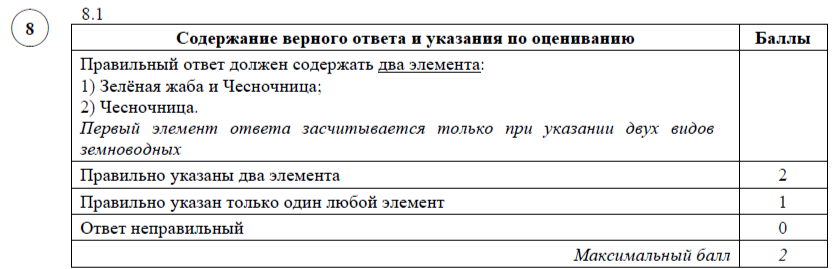 8
8.1
Содержание верного ответа и указания по оцениванию
Баллы
Правильный ответ должен содержать два элемента:
1) Зелёная жаба и Чесночница;
2) Чесночница.
Первый элемент ответа засчитывается только при указании двух видов
земноводных
Правильно указаны два элемента
2
Правильно указан только один любой элемент
1
Ответ неправильный
0
Максимальный балл
2